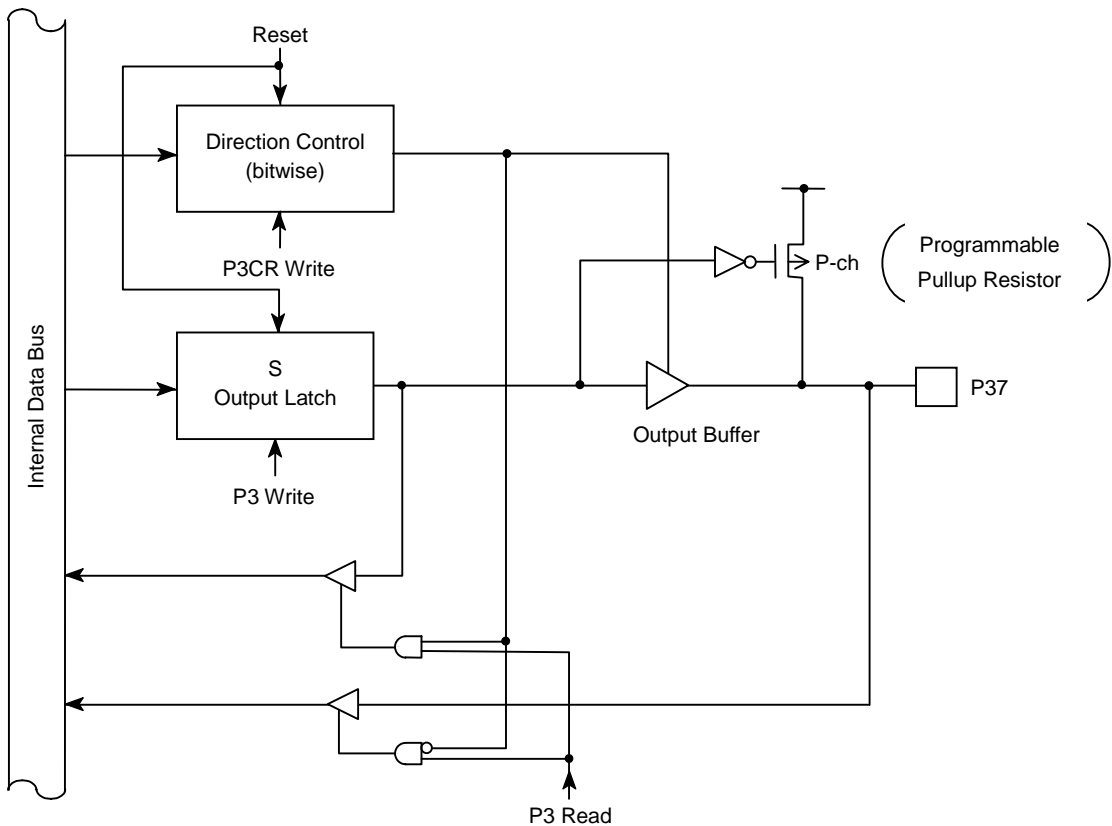 Reset
Direction Control
(bitwise)
P3CR Write
P-ch
Programmable
Pullup Resistor
Internal Data Bus
S
Output Latch
P37
Output Buffer
P3 Write
P3 Read